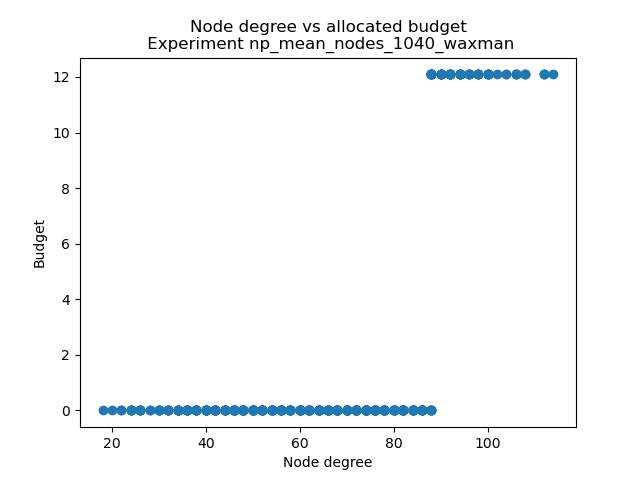 Node degree vs allocated budget
Experiment np_mean_nodes_1040_waxman
12
10
8
6
4
2
0
Budget
20 40 60 80 100
Node degree